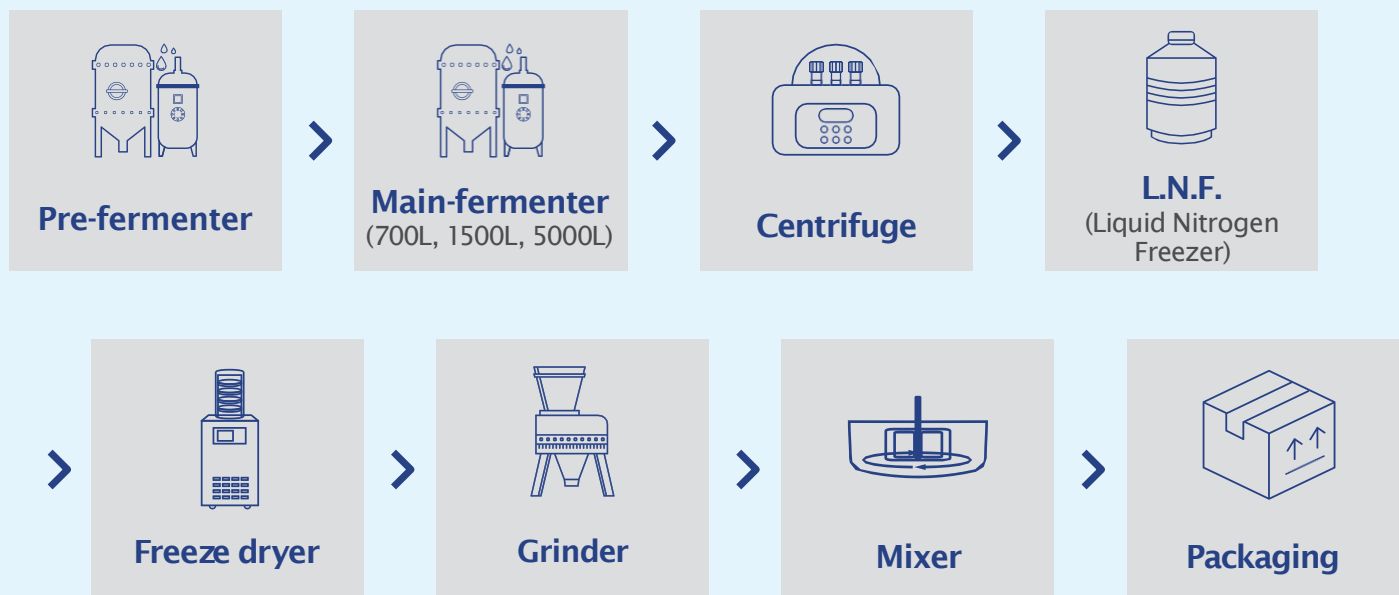 Pre-fermenter
Main-fermenter
(700L, 1500L, 5000L)
Centrifuge
L.N.F.
(Liquid Nitrogen
Freezer)
Freeze dryer
Grinder
Mixer
Packaging